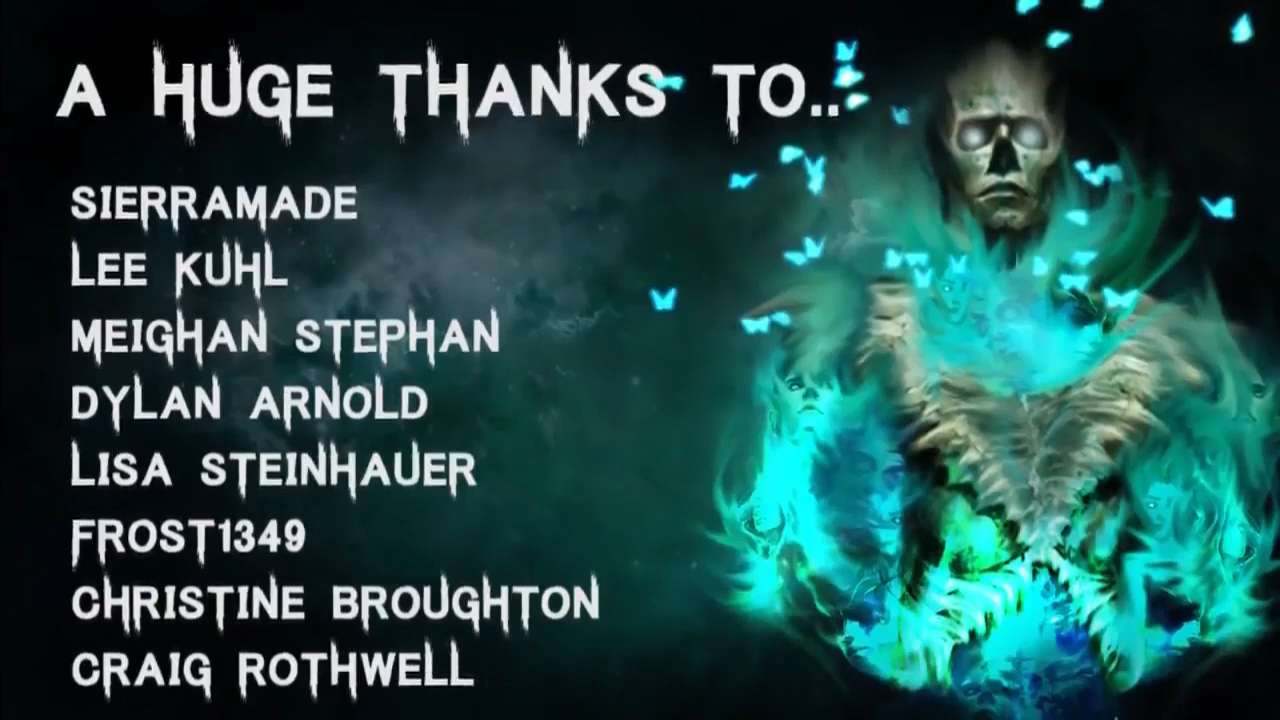 A HUGE THANKS TO..
SIERRAMADE
LEE KUHL
MEIGHAN STEPHAN
DYLAN ARNOLD
LISA STEINHAUER
FROST1349
CHRISTINE BROUGHTON
CRAIG ROTHWELL